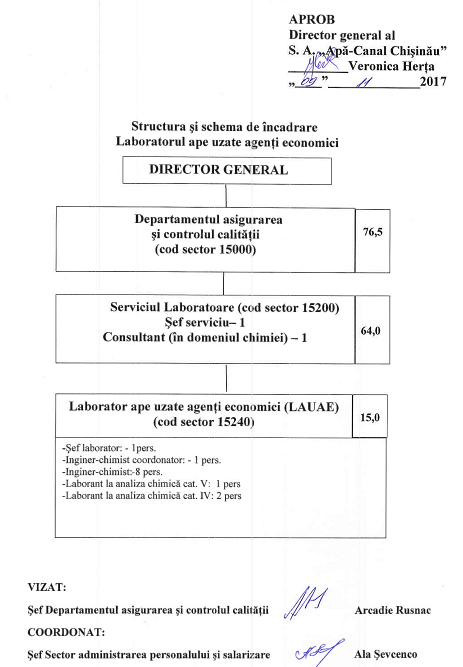 APROB
Director general al
S. A. „Apă-Canal Chişinău”
Veronica Herţa
„ 09 ” 11 2017
Structura şi schema de încadrare
Laboratorul ape uzate agenţi economici
DIRECTOR GENERAL
Departamentul asigurarea
şi controlul calităţii
(cod sector 15000)
76,5
Serviciul Laboratoare (cod sector 15200)
Şef serviciu– 1
Consultant (în domeniul chimiei) – 1
64,0
Laborator ape uzate agenţi economici (LAUAE)
(cod sector 15240)
15,0
-Şef laborator: - 1pers.
-Inginer-chimist coordonator: - 1 pers.
-Inginer-chimist:-8 pers.
-Laborant la analiza chimică cat. V: 1 pers
-Laborant la analiza chimică cat. IV: 2 pers
VIZAT:
Şef Departamentul asigurarea şi controlul calităţii Arcadie Rusnac
COORDONAT:
Şef Sector administrarea personalului şi salarizare Ala Şevcenco